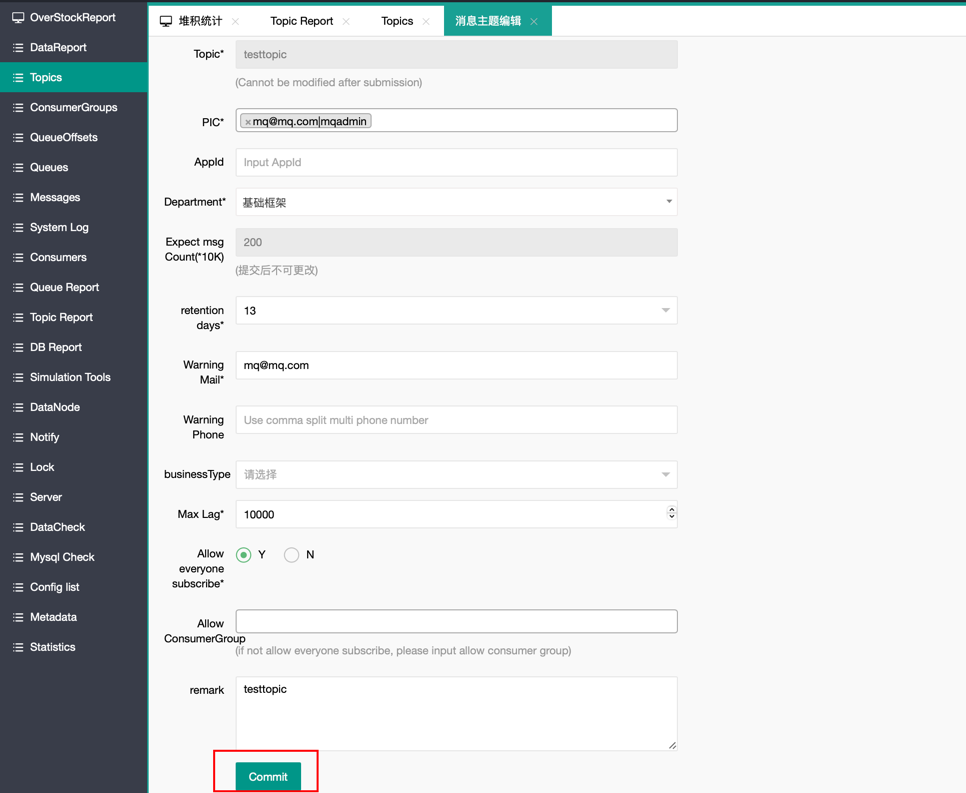 OverStockReport
DataReport
Topics
ConsumerGroups
QueueOffsets
Queues
Messages
System Log
Consumers
Queue Report
Topic Report
DB Report
Simulation Tools
DataNode
Notify
Lock
Server
DataCheck
Mysql Check
Config list
Metadata
Statistics
堆积统计 × Topic Report × Topics × 消息主题编辑 ×
Topic* testtopic
(Cannot be modified after submission)
PIC* ×mq@mq.com|mqadmin
AppId Input AppId
Department* 基础框架
Expect msg
Count(*10K)
200
(提交后不可更改)
retention
days*
13
Warning
Mail*
mq@mq.com
Warning
Phone
Use comma split multi phone number
businessType 请选择
Max Lag* 10000
Allow
everyone
subscribe*
Y N
Allow
ConsumerGroup
(if not allow everyone subscribe, please input allow consumer group)
remark testtopic
Commit